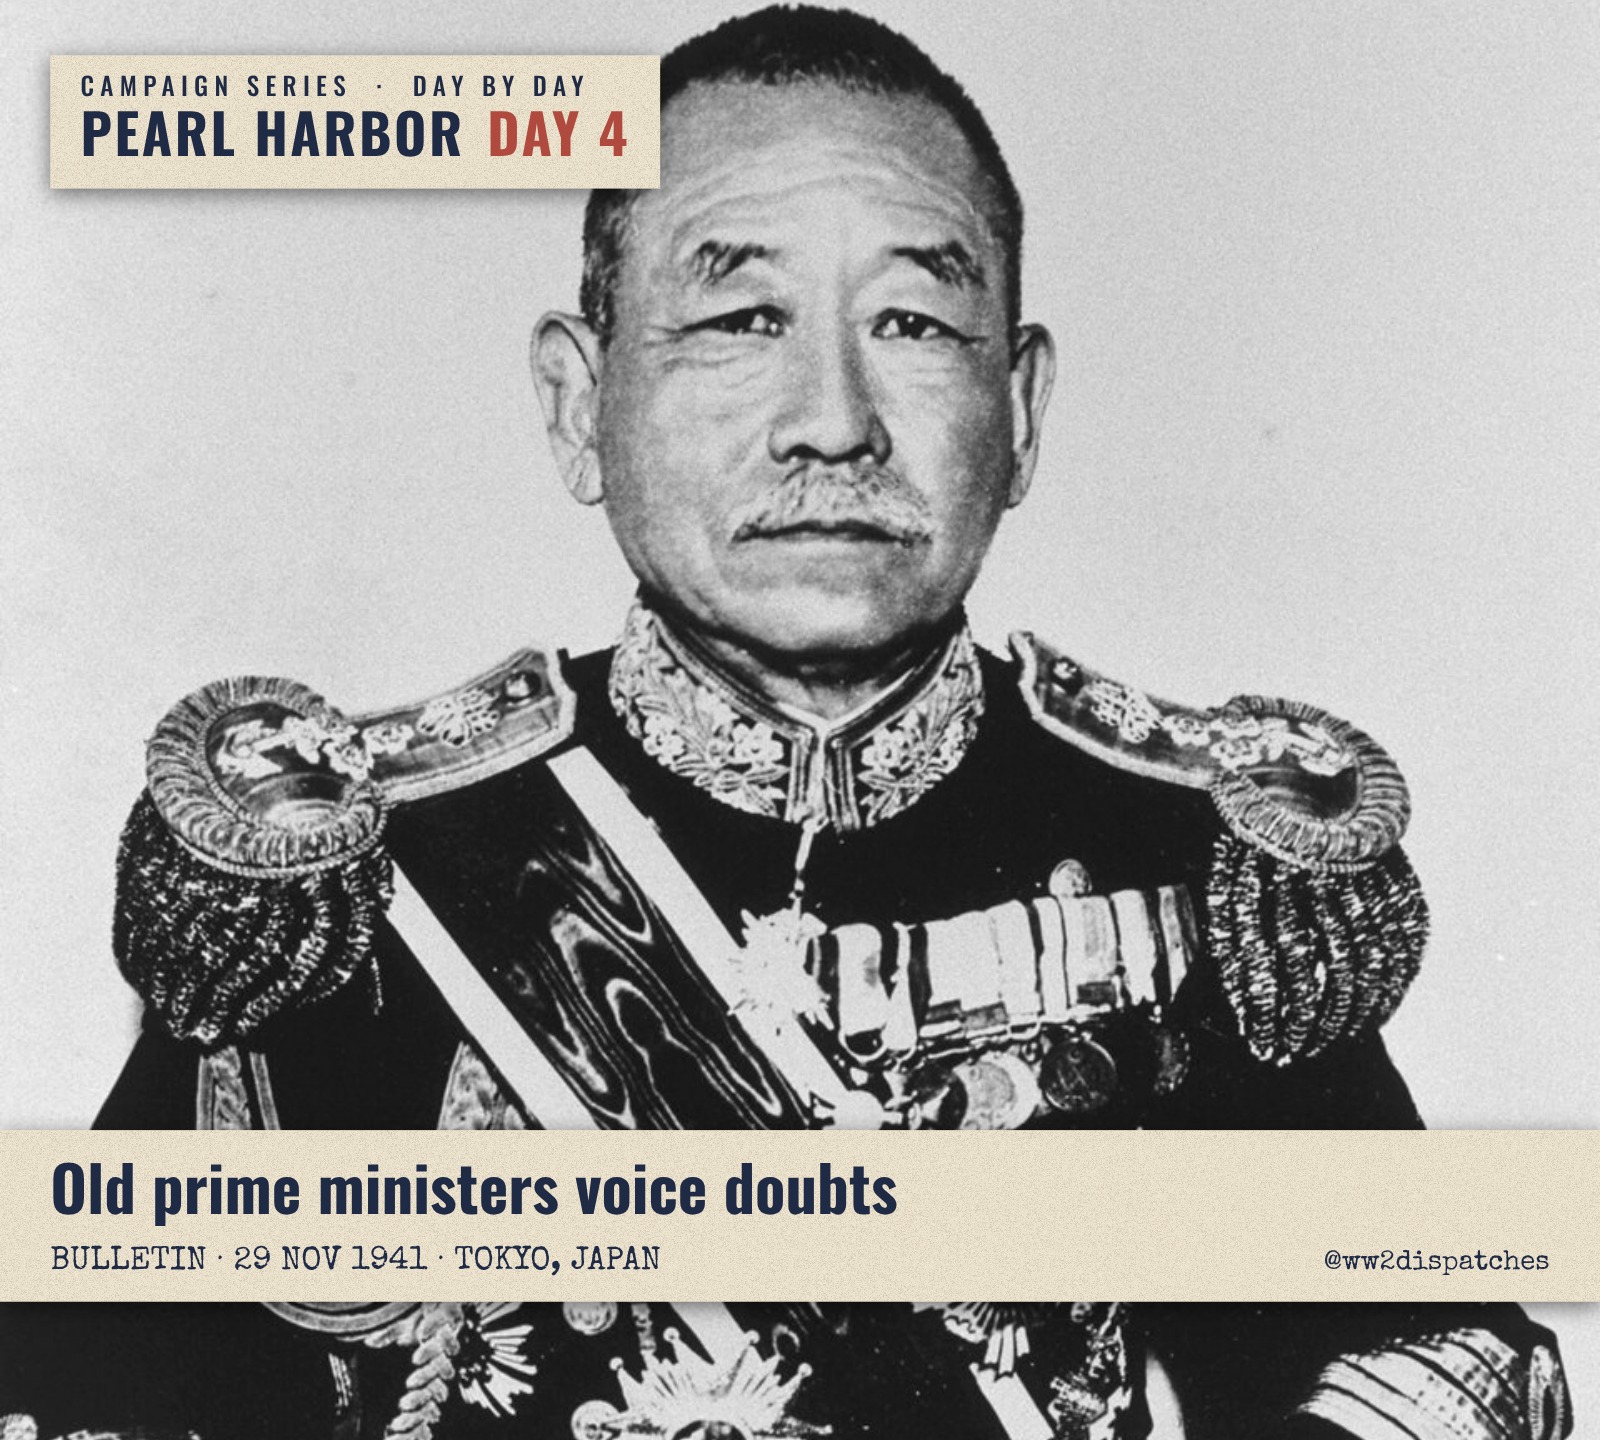 CAMPAIGN SERIES · DAY BY DAY
PEARL HARBOR DAY 4
Old prime ministers voice doubts
BULLETIN · 29 NOV 1941 · TOKYO, JAPAN
@ww2dispatches